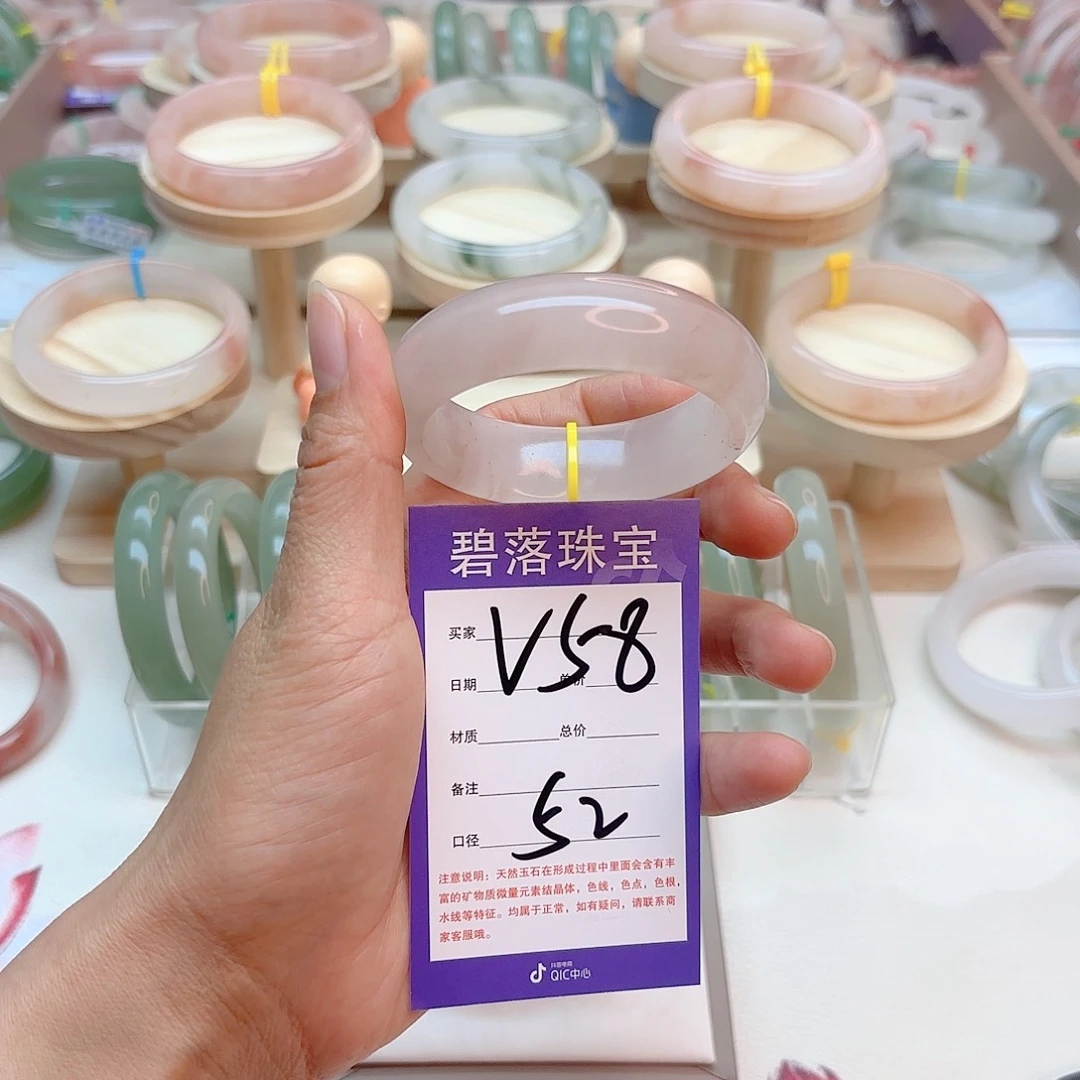 碧落珠宝
买家 V58
日期 单价
材质 总价
备注
口径 52
注意说明：天然玉石在形成过程中里面会含有丰
富的矿物质微量元素结晶体，色线，色点，色根，
水线等特征。均属于正常，如有疑问，请联系商
家客服哦。
抖音电商
QIC中心